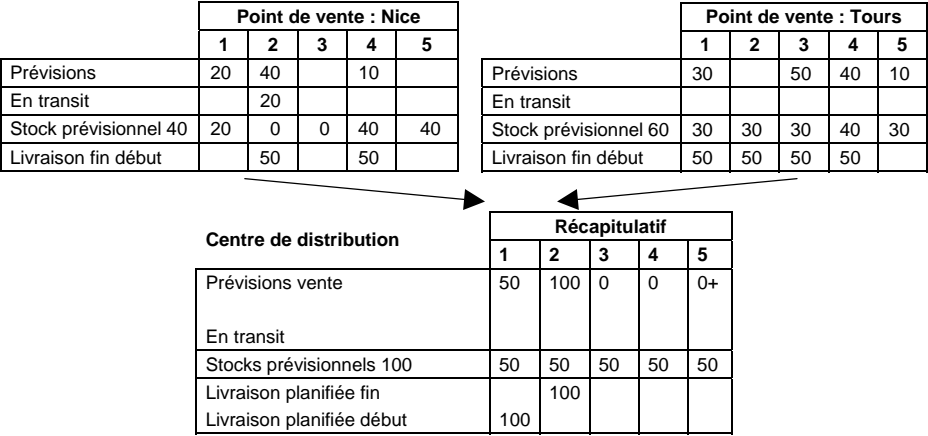 Point de vente : Nice
1 2 3 4 5
Prévisions 20 40 10
En transit 20
Stock prévisionnel 40 20 0 0 40 40
Livraison fin début 50 50
Point de vente : Tours
1 2 3 4 5
Prévisions 30 50 40 10
En transit
Stock prévisionnel 60 30 30 30 40 30
Livraison fin début 50 50 50 50
Centre de distribution
Récapitulatif
1 2 3 4 5
Prévisions vente 50 100 0 0 0+
En transit
Stocks prévisionnels 100 50 50 50 50 50
Livraison planifiée fin 100
Livraison planifiée début 100